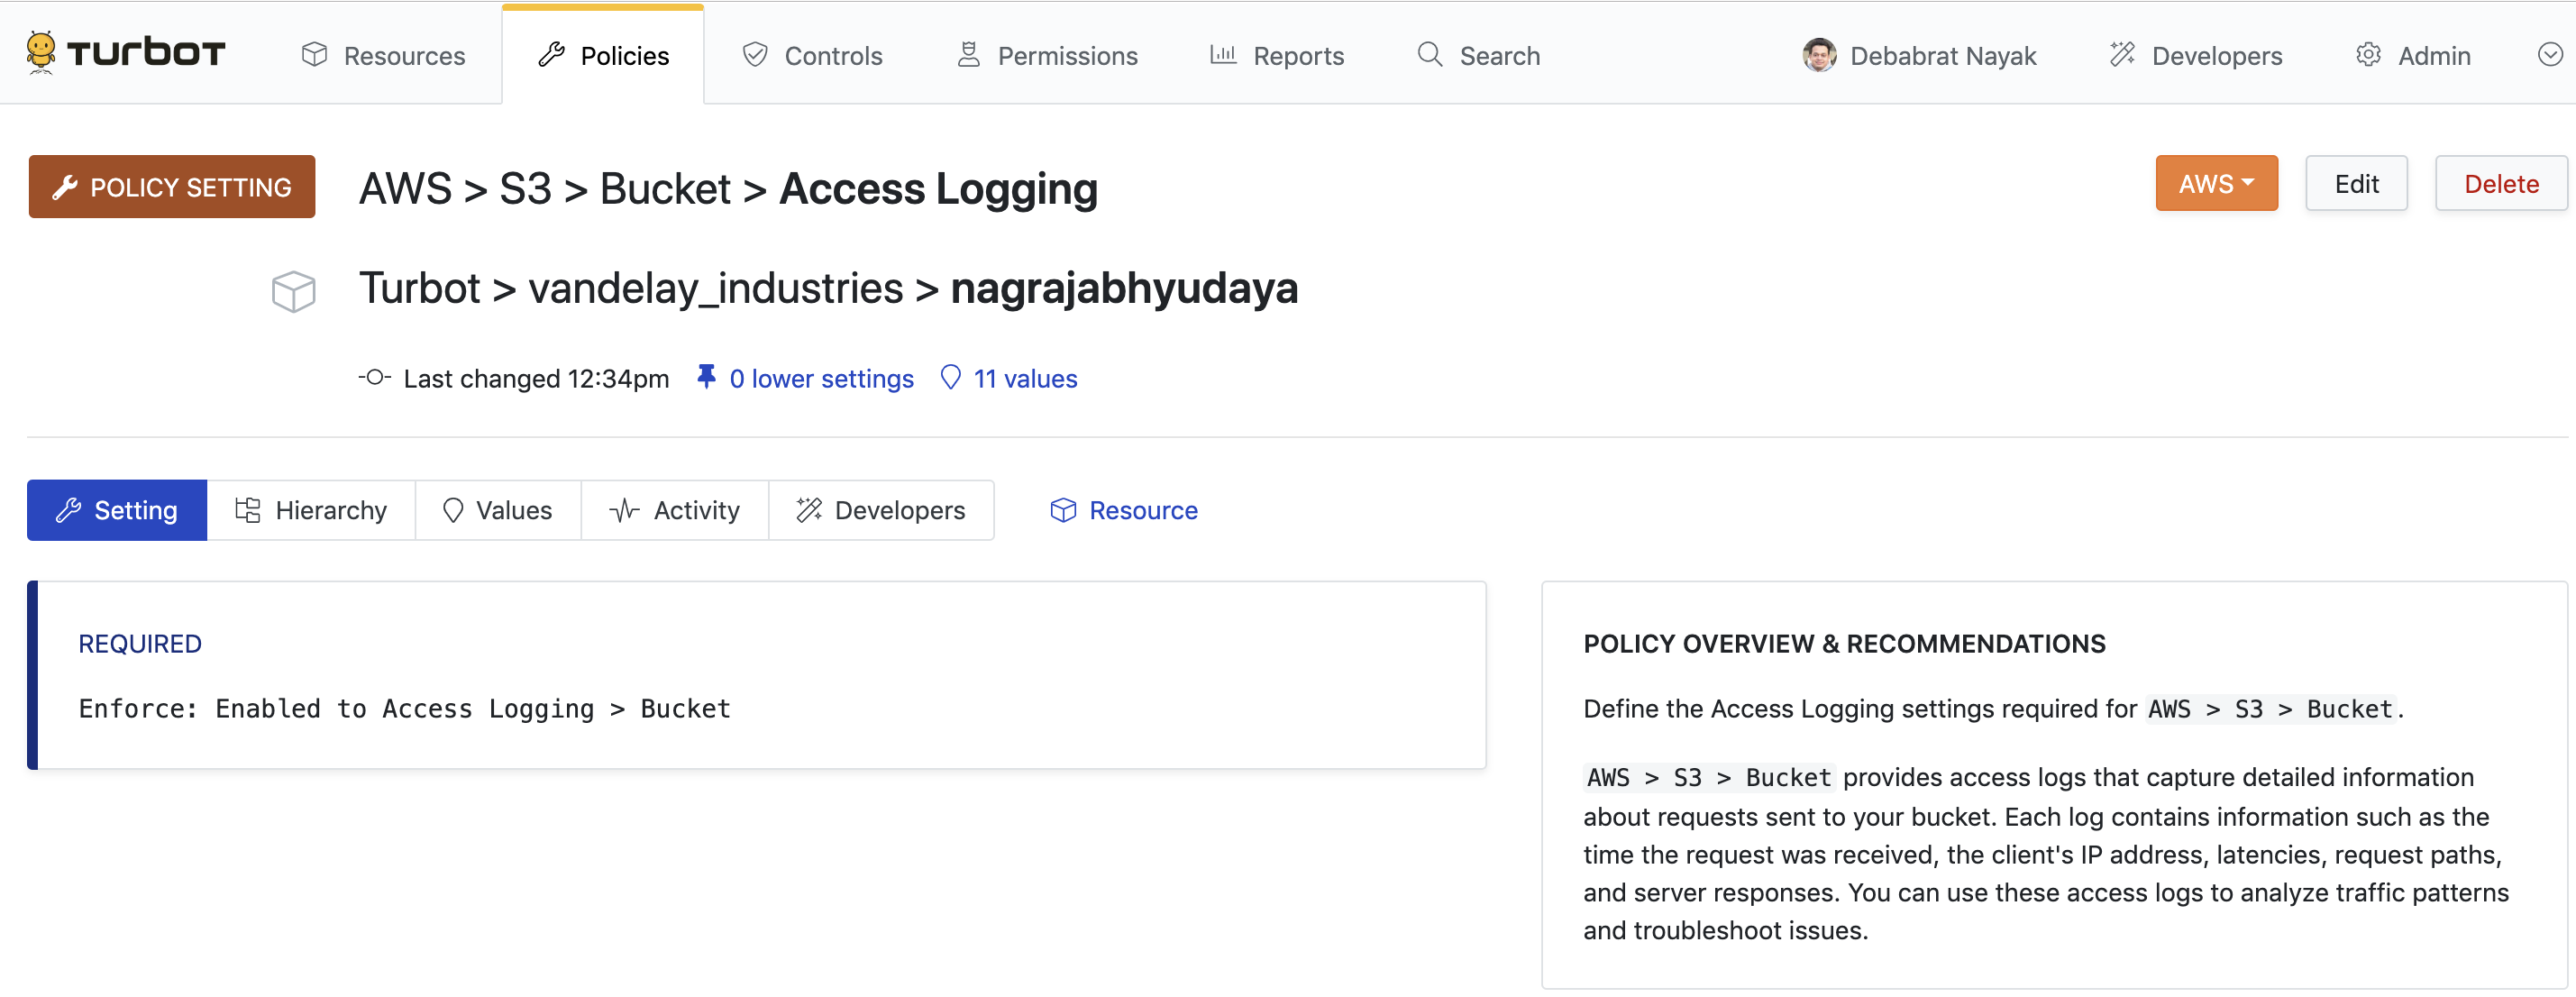 TURBOT Resources Policies Controls Permissions Reports Search Debabrat Nayak Developers Admin
POLICY SETTING AWS > S3 > Bucket > Access Logging AWS Edit Delete
Turbot > vandelay_industries > nagrajabhyudaya
Last changed 12:34pm 0 lower settings 11 values
Setting Hierarchy Values Activity Developers Resource
REQUIRED
Enforce: Enabled to Access Logging > Bucket
POLICY OVERVIEW & RECOMMENDATIONS
Define the Access Logging settings required for AWS > S3 > Bucket.
AWS > S3 > Bucket provides access logs that capture detailed information
about requests sent to your bucket. Each log contains information such as the
time the request was received, the client's IP address, latencies, request paths,
and server responses. You can use these access logs to analyze traffic patterns
and troubleshoot issues.